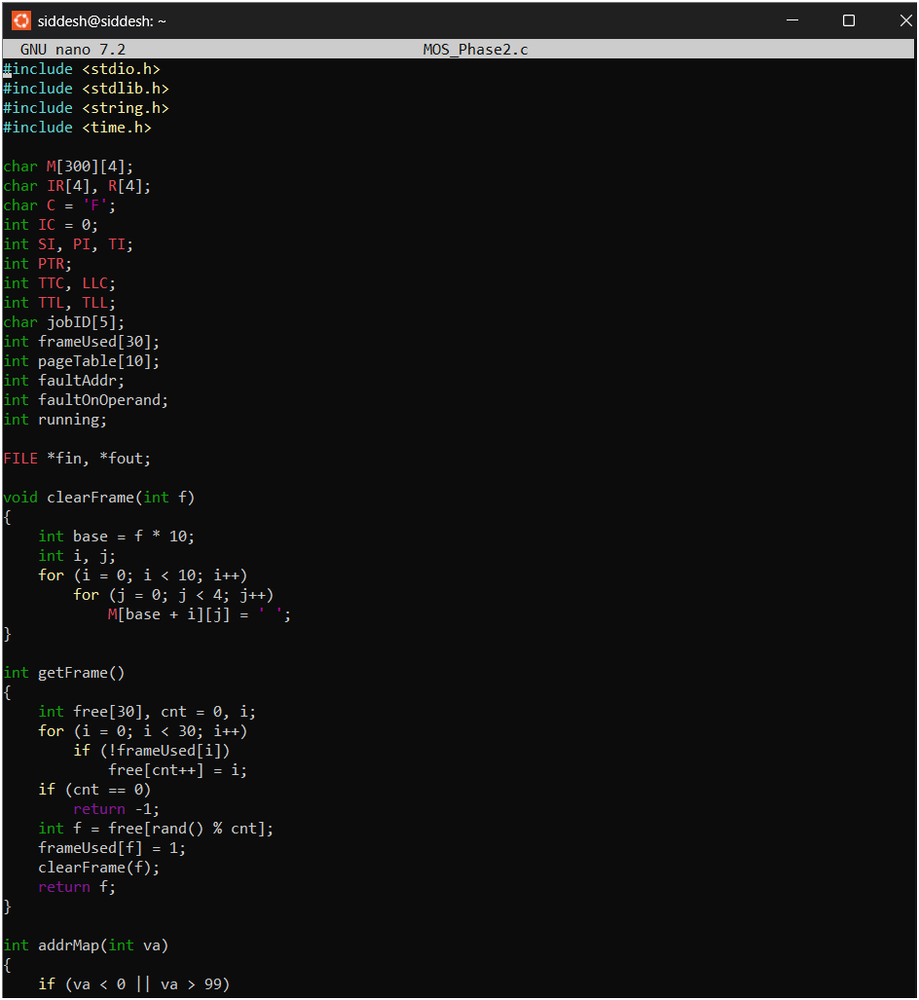 siddesh@siddesh: ~
GNU nano 7.2 MOS_Phase2.c
#include <stdio.h>
#include <stdlib.h>
#include <string.h>
#include <time.h>

char M[300][4];
char IR[4], R[4];
char C = 'F';
int IC = 0;
int SI, PI, TI;
int PTR;
int TTC, LLC;
int TTL, TLL;
char jobID[5];
int frameUsed[30];
int pageTable[10];
int faultAddr;
int faultOnOperand;
int running;

FILE *fin, *fout;

void clearFrame(int f)
{
    int base = f * 10;
    int i, j;
    for (i = 0; i < 10; i++)
        for (j = 0; j < 4; j++)
            M[base + i][j] = ' ';
}

int getFrame()
{
    int free[30], cnt = 0, i;
    for (i = 0; i < 30; i++)
        if (!frameUsed[i])
            free[cnt++] = i;
    if (cnt == 0)
        return -1;
    int f = free[rand() % cnt];
    frameUsed[f] = 1;
    clearFrame(f);
    return f;
}

int addrMap(int va)
{
    if (va < 0 || va > 99)